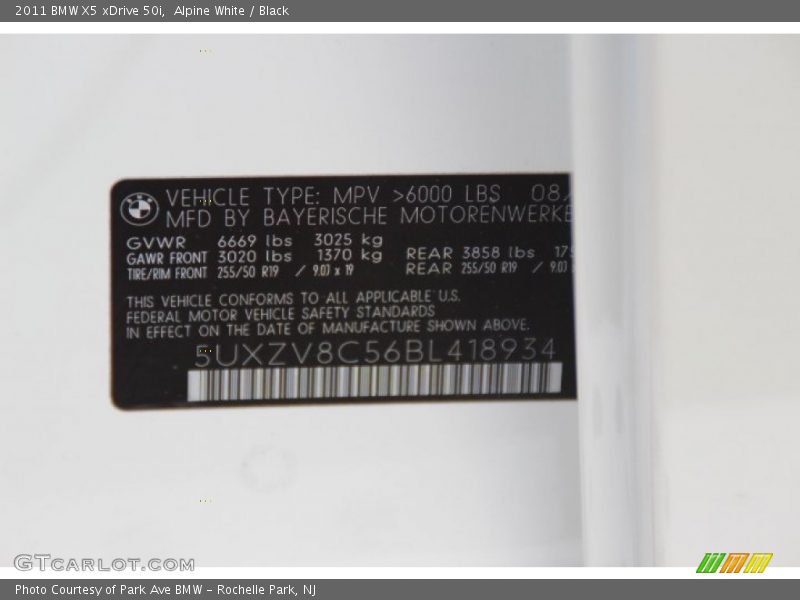 2011 BMW X5 xDrive 50i,  Alpine White / Black
VEHICLE TYPE: MPV >6000 LBS 08/
MFD BY BAYERISCHE MOTORENWERKE
GVWR 6669 lbs 3025 kg
GAWR FRONT 3020 lbs 1370 kg REAR 3858 lbs 175
TIRE/RIM FRONT 255/50 R19 / 9.0J x 19 REAR 255/50 R19 / 9.0J
THIS VEHICLE CONFORMS TO ALL APPLICABLE U.S.
FEDERAL MOTOR VEHICLE SAFETY STANDARDS
IN EFFECT ON THE DATE OF MANUFACTURE SHOWN ABOVE.
5UXZV8C56BL418934
GTCARLOT.COM
Photo Courtesy of Park Ave BMW - Rochelle Park, NJ